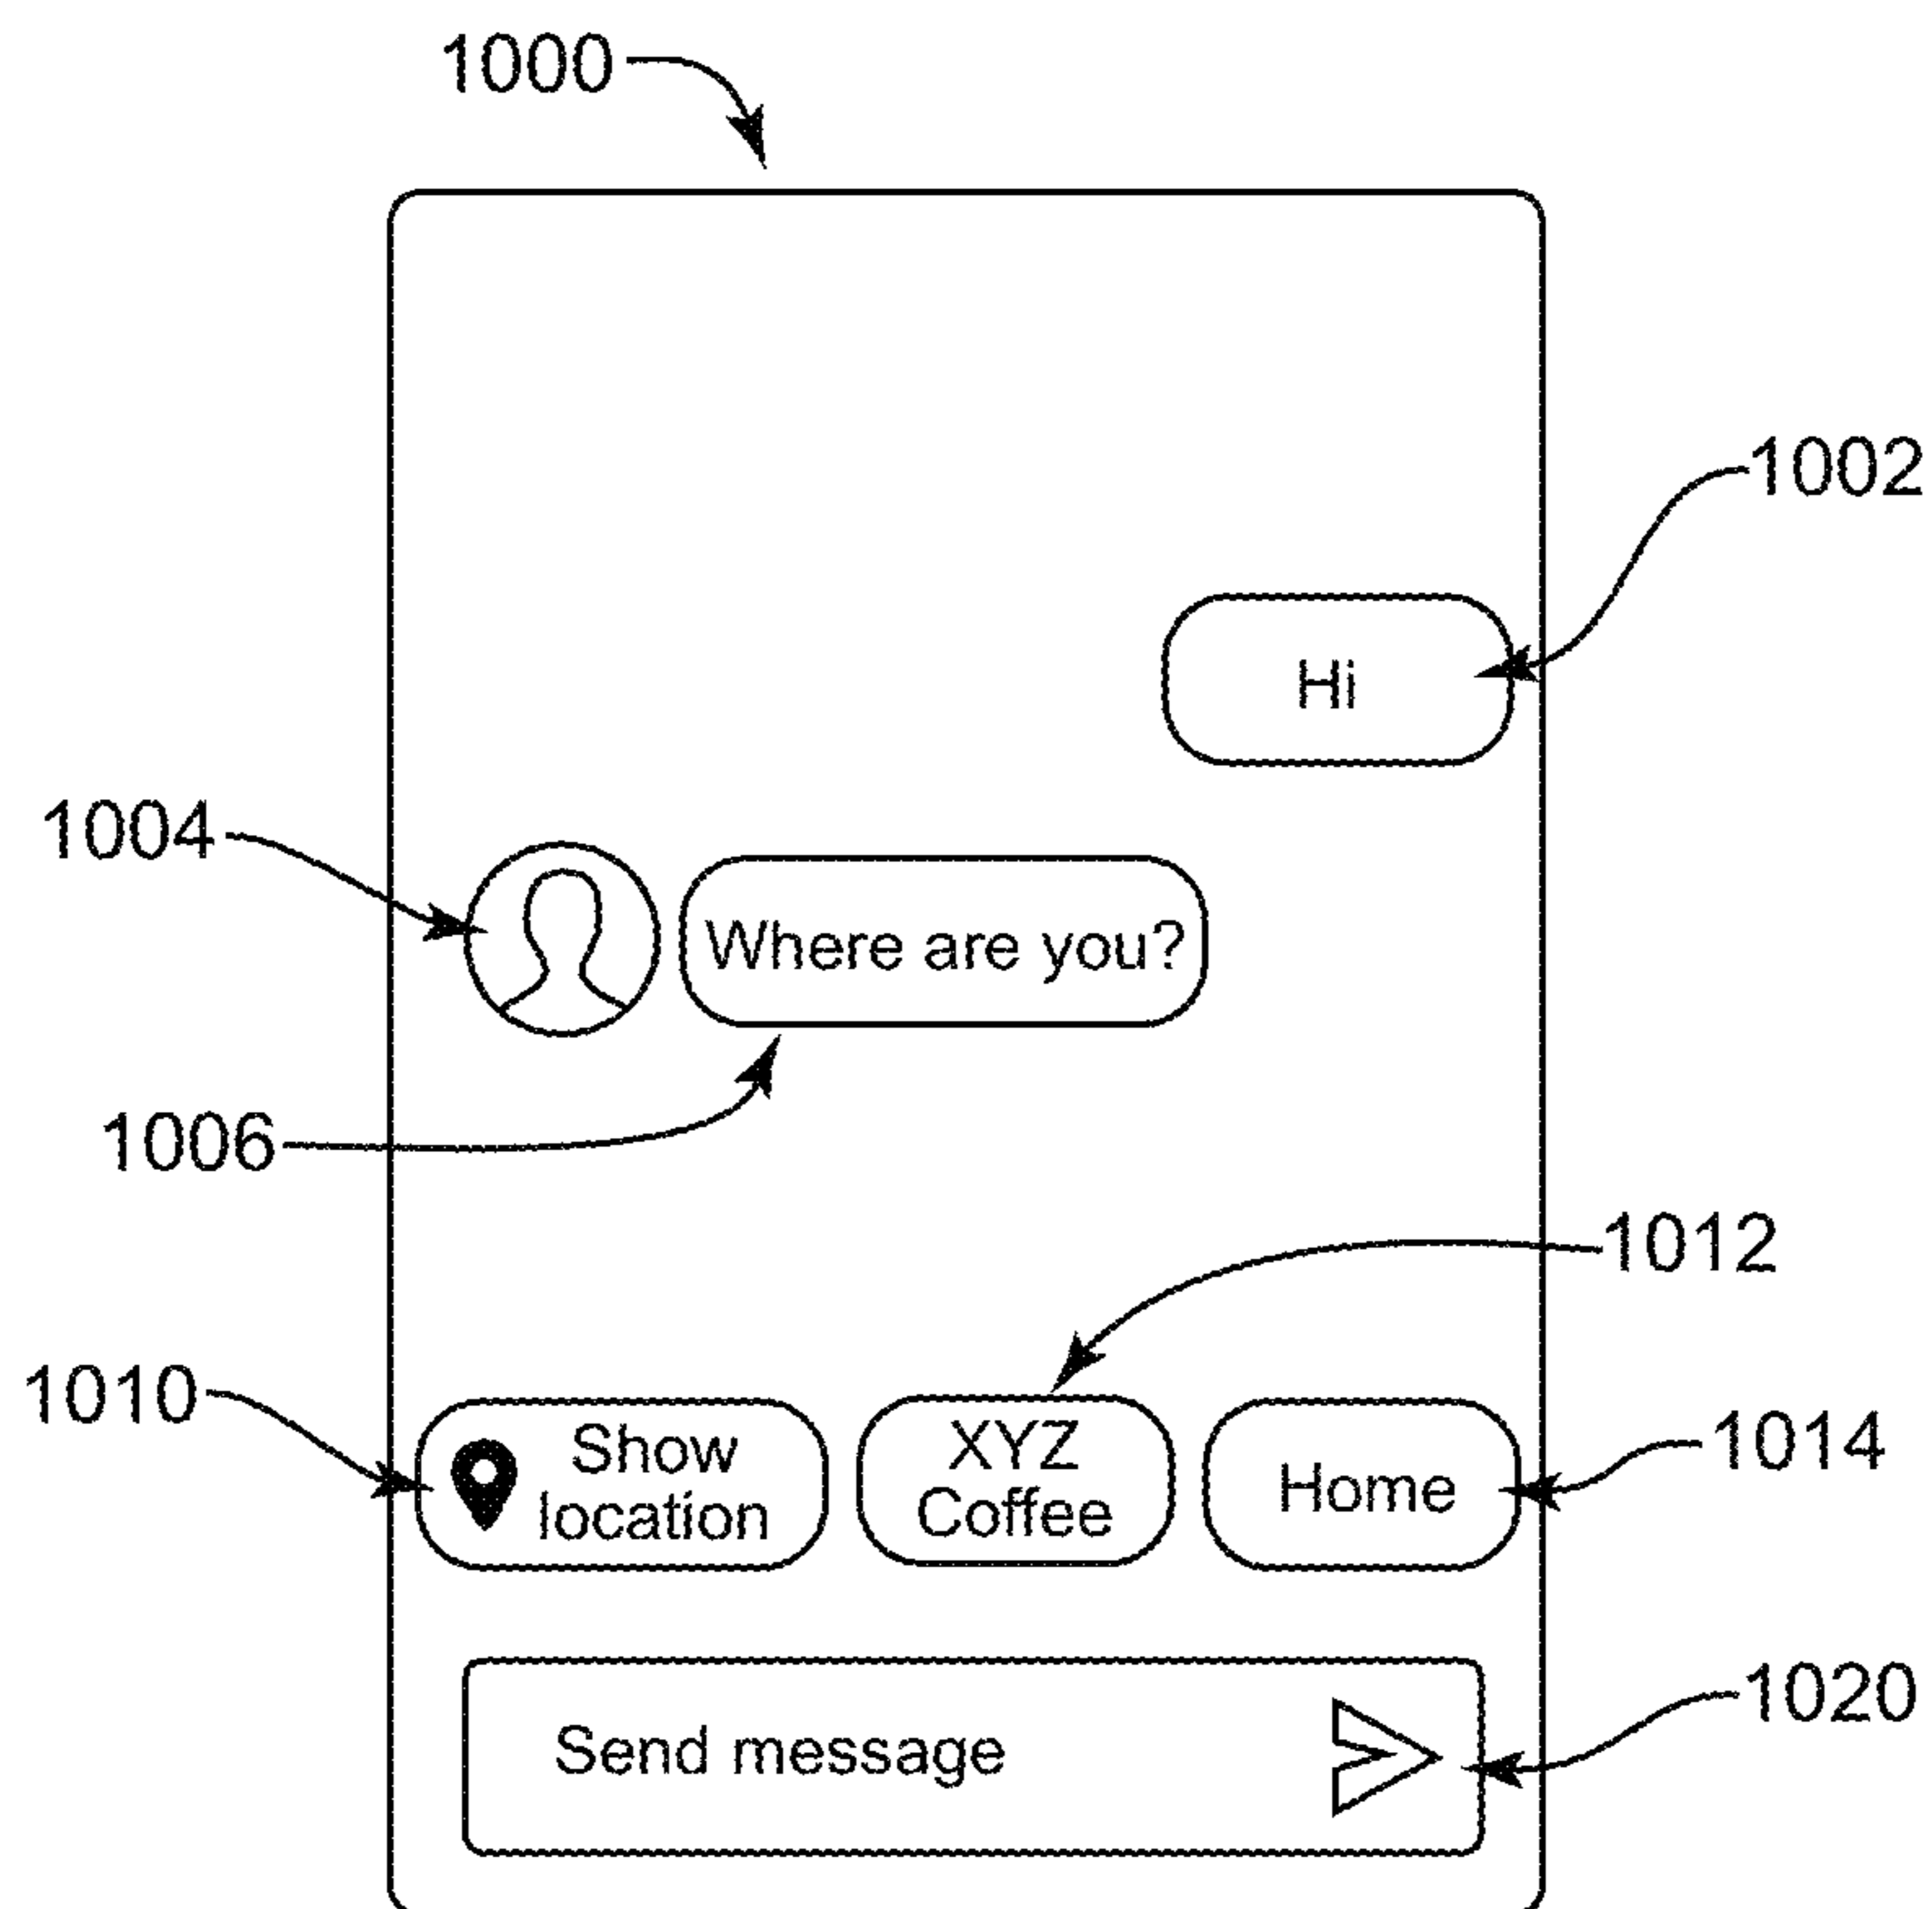 1000
1002
Hi
1004
Where are you?
1006
1012
1010
Show
location
XYZ
Coffee
Home
1014
1020
Send message